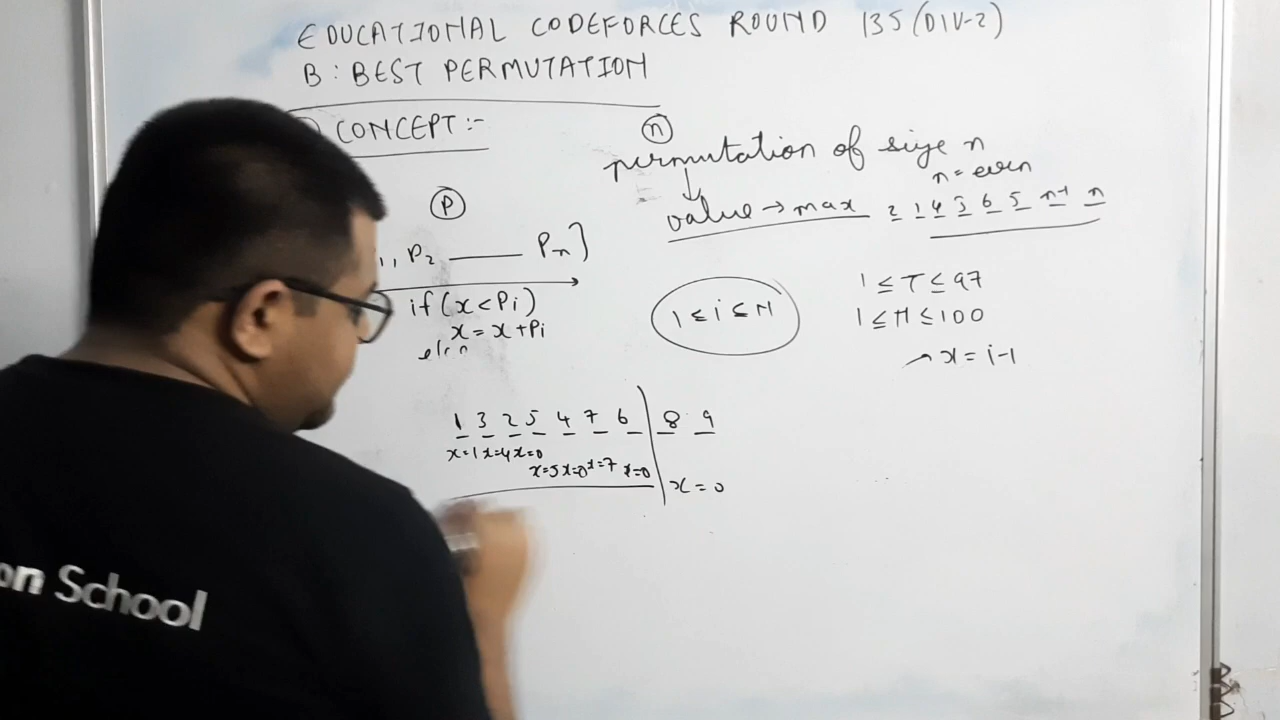 EDUCATIONAL CODEFORCES ROUND 135 (DIV-2)
B : BEST PERMUTATION
CONCEPT :-
n
permutation of size n
n = even
value → max
2 1 4 3 6 5 n-1 n
P
, P2 ___ Pn]
if (x < Pi)
x = x + Pi
1 ≤ i ≤ N
1 ≤ T ≤ 97
1 ≤ N ≤ 100
x = i-1
1 3 2 5 4 7 6 8 9
x=1 x=4 x=0
x=5 x=0 x=7 x=0
x = 0
on School